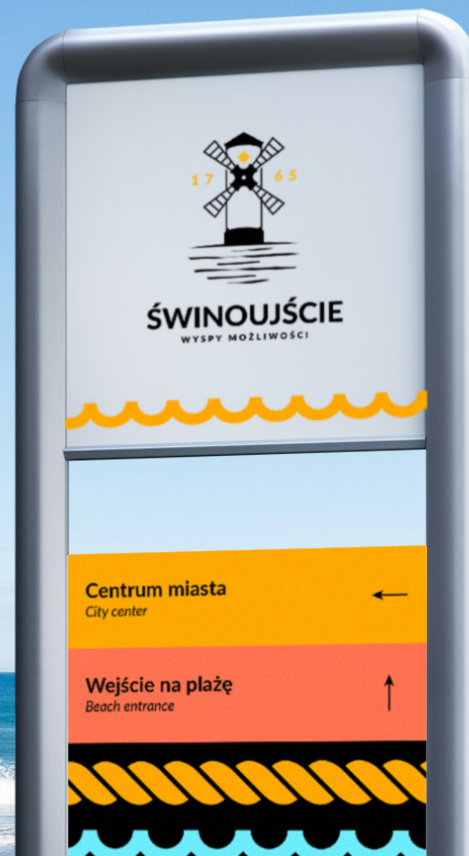 17 65
ŚWINOUJŚCIE
WYSPY MOŻLIWOŚCI
Centrum miasta
City center
Wejście na plażę
Beach entrance